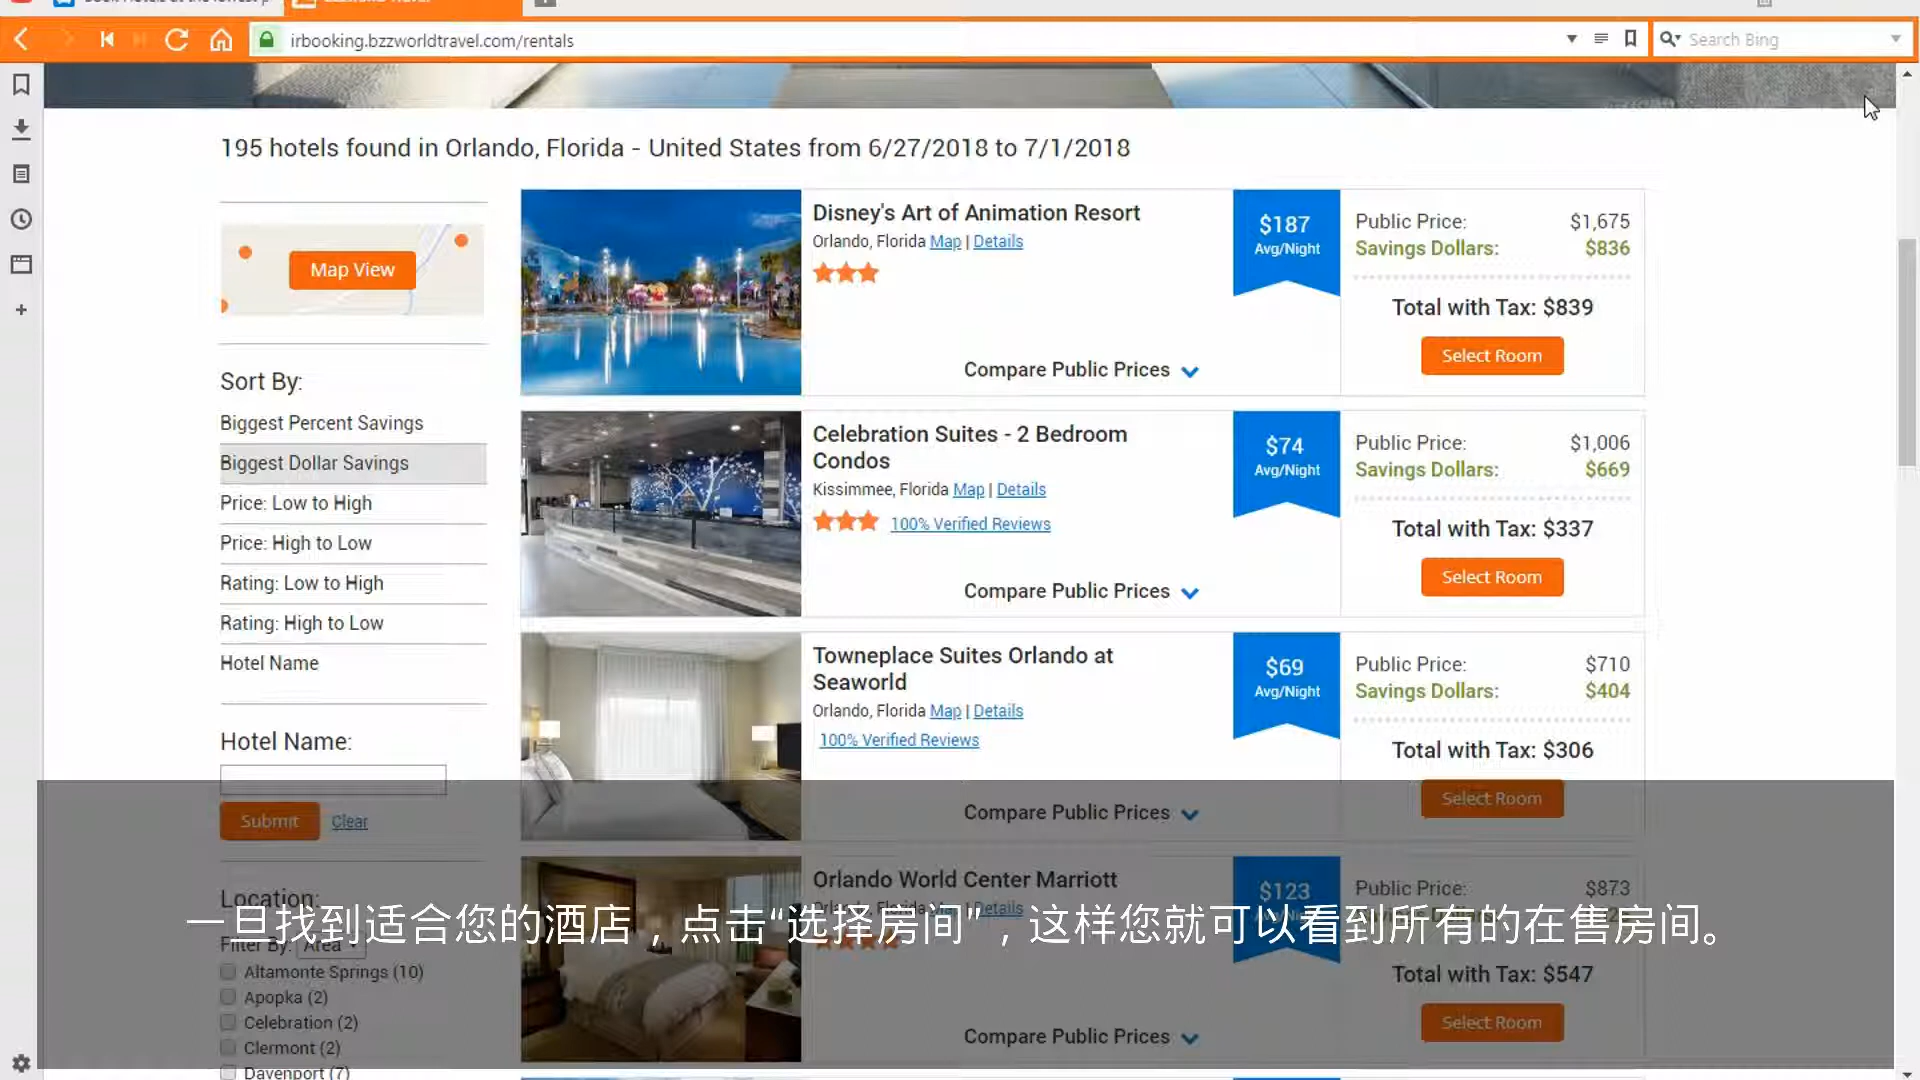 irbooking.bzzworldtravel.com/rentals
Search Bing
195 hotels found in Orlando, Florida - United States from 6/27/2018 to 7/1/2018
Map View
Sort By:
Biggest Percent Savings
Biggest Dollar Savings
Price: Low to High
Price: High to Low
Rating: Low to High
Rating: High to Low
Hotel Name
Hotel Name:
Submit Clear
Location:
Filter By: Area
Altamonte Springs (10)
Apopka (2)
Celebration (2)
Clermont (2)
Davenport (7)
Disney's Art of Animation Resort
Orlando, Florida Map | Details
Compare Public Prices
$187
Avg/Night
Public Price: $1,675
Savings Dollars: $836
Total with Tax: $839
Select Room
Celebration Suites - 2 Bedroom
Condos
Kissimmee, Florida Map | Details
100% Verified Reviews
Compare Public Prices
$74
Avg/Night
Public Price: $1,006
Savings Dollars: $669
Total with Tax: $337
Select Room
Towneplace Suites Orlando at
Seaworld
Orlando, Florida Map | Details
100% Verified Reviews
Compare Public Prices
$69
Avg/Night
Public Price: $710
Savings Dollars: $404
Total with Tax: $306
Select Room
Orlando World Center Marriott
Orlando, Florida Map | Details
Compare Public Prices
$123
Public Price: $873
Total with Tax: $547
Select Room
一旦找到适合您的酒店，点击“选择房间”，这样您就可以看到所有的在售房间。